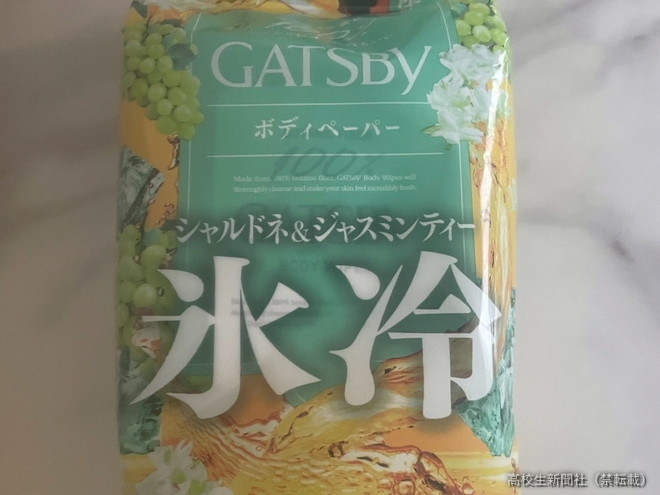 GATSBY
ボディペーパー
Made from 100% botanic fiber, GATSBY Body Wipes will
thoroughly cleanse and make your skin feel incredibly fresh.
シャルドネ&ジャスミンティー
氷冷
高校生新聞社（禁転載）